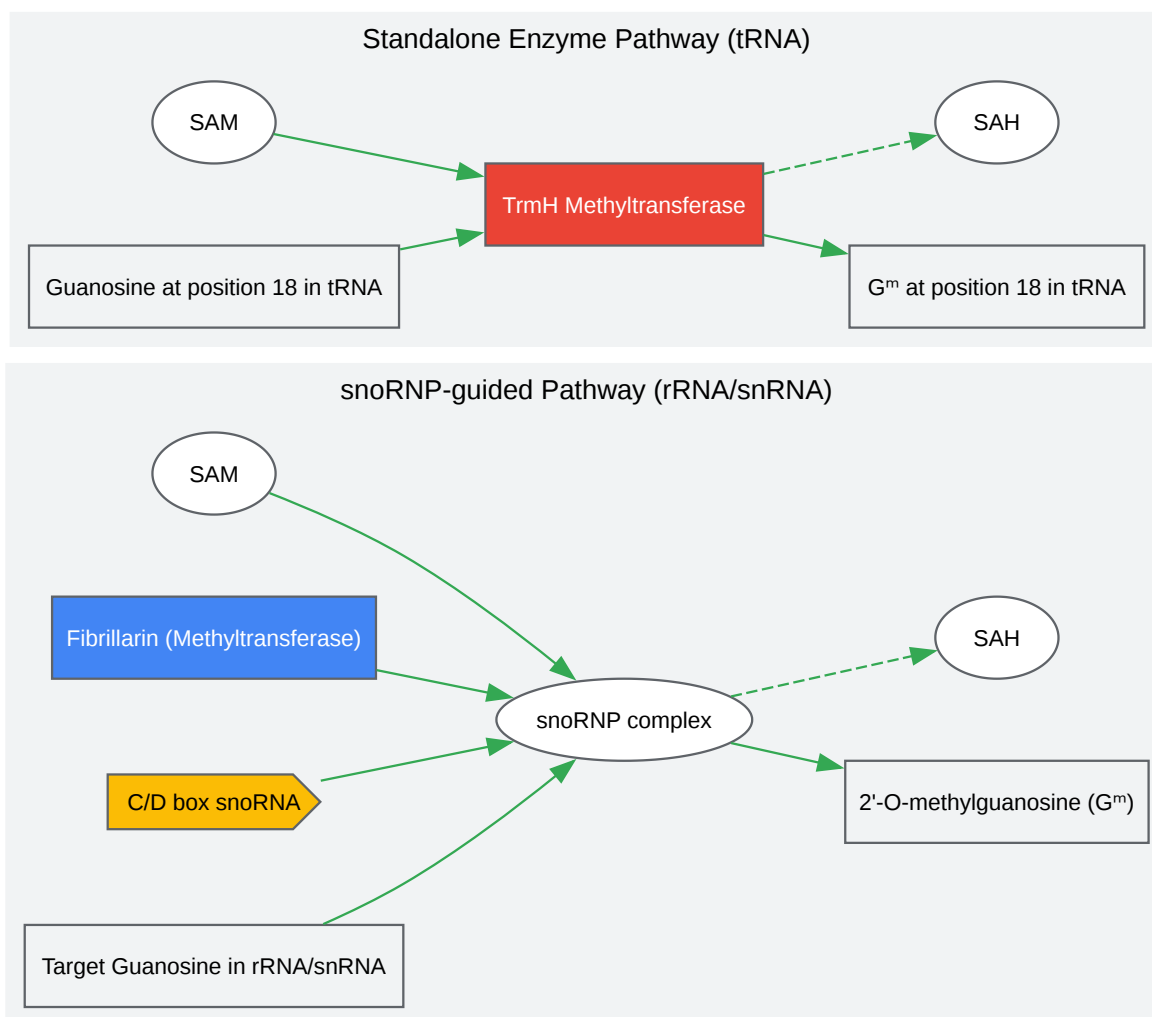 Standalone Enzyme Pathway (tRNA)
SAM
SAH
TrmH Methyltransferase
Guanosine at position 18 in tRNA
Gᵐ at position 18 in tRNA
snoRNP-guided Pathway (rRNA/snRNA)
SAM
Fibrillarin (Methyltransferase)
SAH
snoRNP complex
C/D box snoRNA
2'-O-methylguanosine (Gᵐ)
Target Guanosine in rRNA/snRNA